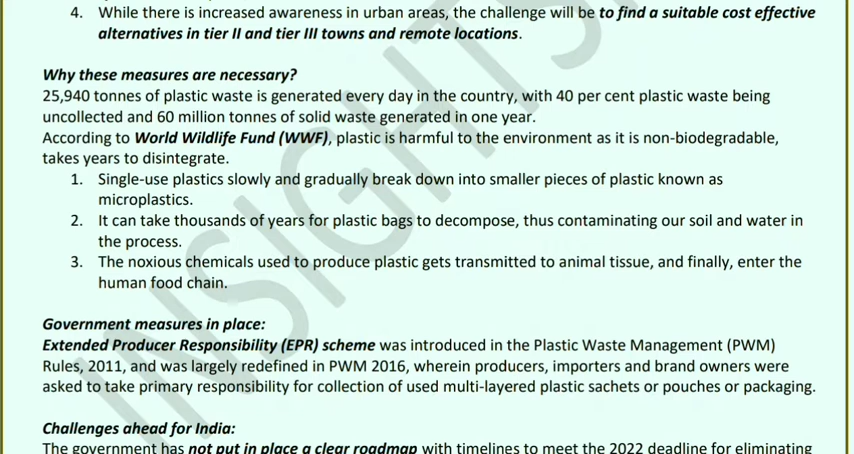 4. While there is increased awareness in urban areas, the challenge will be to find a suitable cost effective
alternatives in tier II and tier III towns and remote locations.
Why these measures are necessary?
25,940 tonnes of plastic waste is generated every day in the country, with 40 per cent plastic waste being
uncollected and 60 million tonnes of solid waste generated in one year.
According to World Wildlife Fund (WWF), plastic is harmful to the environment as it is non-biodegradable,
takes years to disintegrate.
1. Single-use plastics slowly and gradually break down into smaller pieces of plastic known as
microplastics.
2. It can take thousands of years for plastic bags to decompose, thus contaminating our soil and water in
the process.
3. The noxious chemicals used to produce plastic gets transmitted to animal tissue, and finally, enter the
human food chain.
Government measures in place:
Extended Producer Responsibility (EPR) scheme was introduced in the Plastic Waste Management (PWM)
Rules, 2011, and was largely redefined in PWM 2016, wherein producers, importers and brand owners were
asked to take primary responsibility for collection of used multi-layered plastic sachets or pouches or packaging.
Challenges ahead for India:
The government has not put in place a clear roadmap with timelines to meet the 2022 deadline for eliminating
INSIGHTS